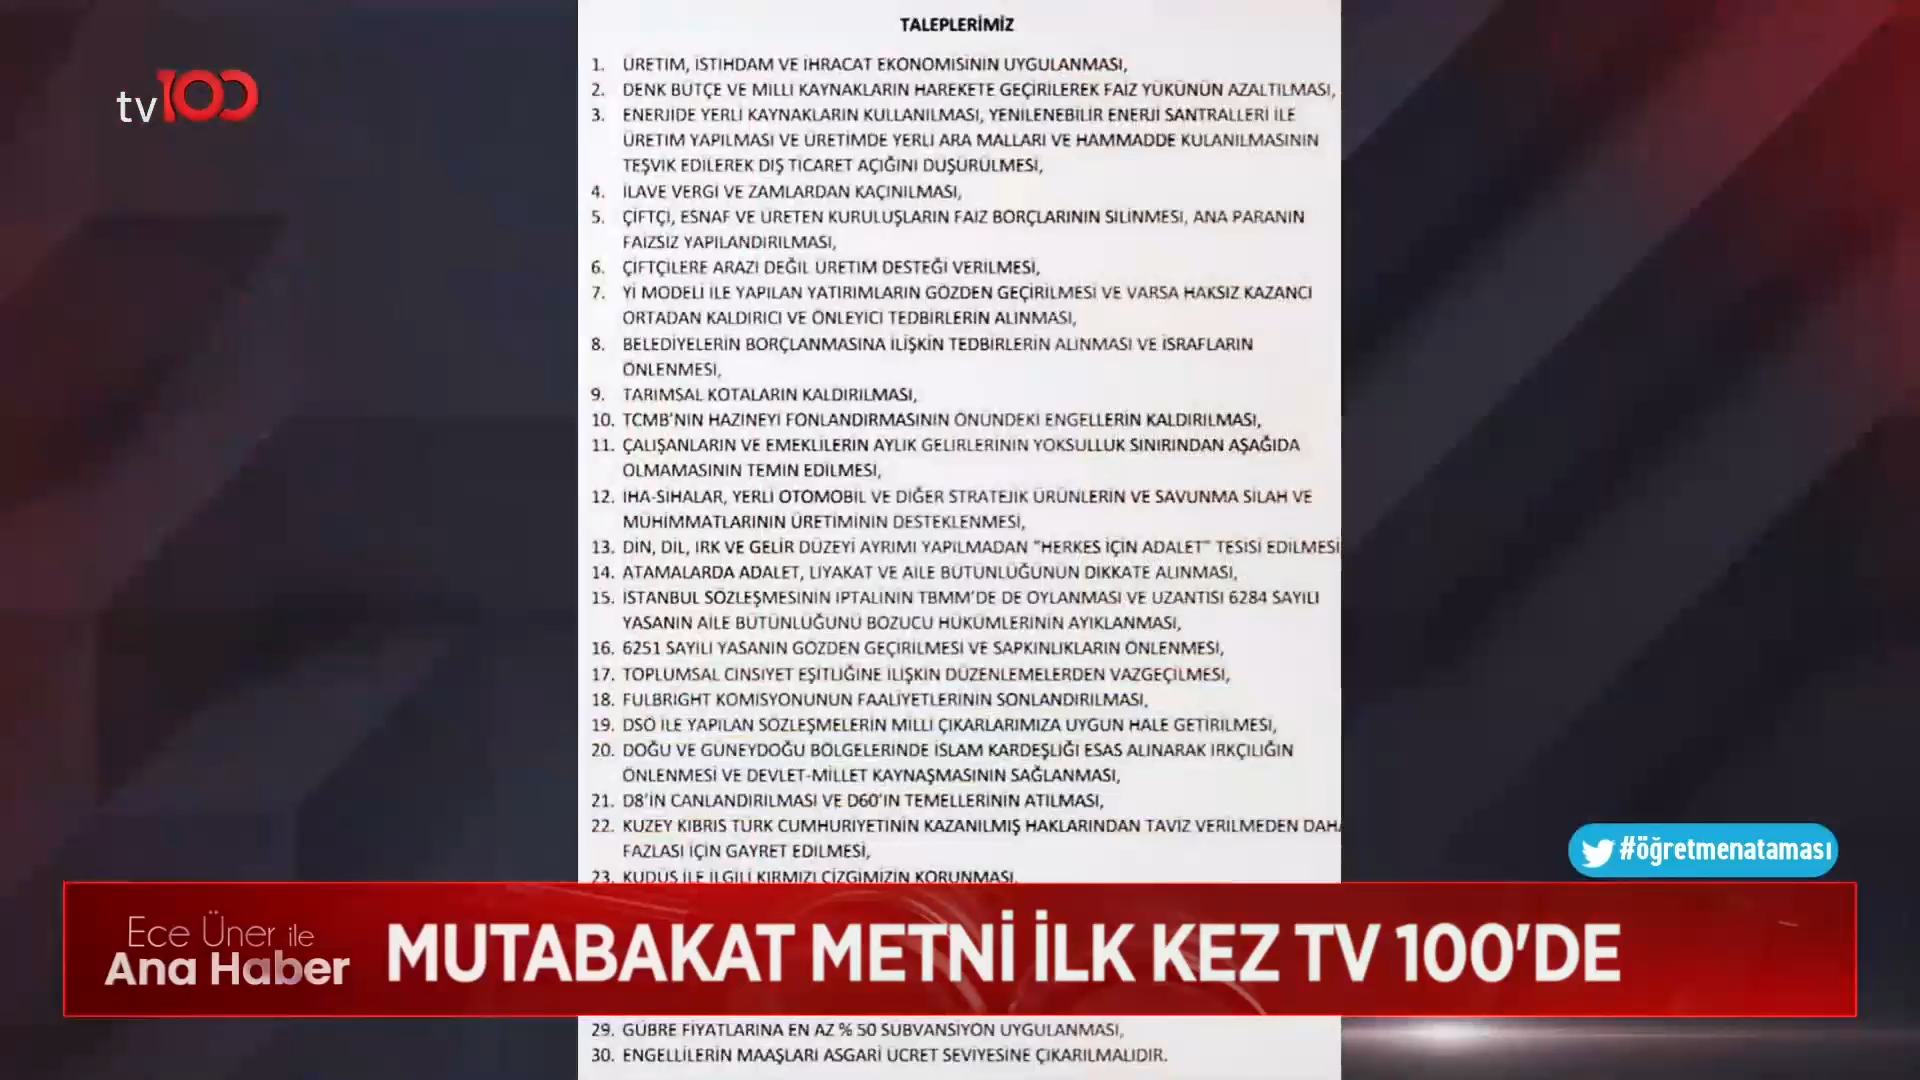 TALEPLERİMİZ
tv100
1. ÜRETİM, İSTİHDAM VE İHRACAT EKONOMİSİNİN UYGULANMASI,
2. DENK BÜTÇE VE MİLLİ KAYNAKLARIN HAREKETE GEÇİRİLEREK FAİZ YÜKÜNÜN AZALTILMASI,
3. ENERJİDE YERLİ KAYNAKLARIN KULLANILMASI, YENİLENEBİLİR ENERJİ SANTRALLERİ İLE
ÜRETİM YAPILMASI VE ÜRETİMDE YERLİ ARA MALLARI VE HAMMADDE KULANILMASININ
TEŞVİK EDİLEREK DIŞ TİCARET AÇIĞINI DÜŞÜRÜLMESİ,
4. İLAVE VERGİ VE ZAMLARDAN KAÇINILMASI,
5. ÇİFTÇİ, ESNAF VE ÜRETEN KURULUŞLARIN FAİZ BORÇLARININ SİLİNMESİ, ANA PARANIN
FAİZSİZ YAPILANDIRILMASI,
6. ÇİFTÇİLERE ARAZİ DEĞİL ÜRETİM DESTEĞİ VERİLMESİ,
7. Yİ MODELİ İLE YAPILAN YATIRIMLARIN GÖZDEN GEÇİRİLMESİ VE VARSA HAKSIZ KAZANCI
ORTADAN KALDIRICI VE ÖNLEYİCİ TEDBİRLERİN ALINMASI,
8. BELEDİYELERİN BORÇLANMASINA İLİŞKİN TEDBİRLERİN ALINMASI VE İSRAFLARIN
ÖNLENMESİ,
9. TARIMSAL KOTALARIN KALDIRILMASI,
10. TCMB'NİN HAZİNEYİ FONLANDIRMASININ ÖNÜNDEKİ ENGELLERİN KALDIRILMASI,
11. ÇALIŞANLARIN VE EMEKLİLERİN AYLIK GELİRLERİNİN YOKSULLUK SINIRINDAN AŞAĞIDA
OLMAMASININ TEMİN EDİLMESİ,
12. İHA-SİHALAR, YERLİ OTOMOBİL VE DİĞER STRATEJİK ÜRÜNLERİN VE SAVUNMA SİLAH VE
MÜHİMMATLARININ ÜRETİMİNİN DESTEKLENMESİ,
13. DİN, DİL, IRK VE GELİR DÜZEYİ AYRIMI YAPILMADAN "HERKES İÇİN ADALET" TESİSİ EDİLMESİ
14. ATAMALARDA ADALET, LİYAKAT VE AİLE BÜTÜNLÜĞÜNÜN DİKKATE ALINMASI,
15. İSTANBUL SÖZLEŞMESİNİN İPTALİNİN TBMM'DE DE OYLANMASI VE UZANTISI 6284 SAYILI
YASANIN AİLE BÜTÜNLÜĞÜNÜ BOZUCU HÜKÜMLERİNİN AYIKLANMASI,
16. 6251 SAYILI YASANIN GÖZDEN GEÇİRİLMESİ VE SAPKINLIKLARIN ÖNLENMESİ,
17. TOPLUMSAL CİNSİYET EŞİTLİĞİNE İLİŞKİN DÜZENLEMELERDEN VAZGEÇİLMESİ,
18. FULBRIGHT KOMİSYONUNUN FAALİYETLERİNİN SONLANDIRILMASI,
19. DSÖ İLE YAPILAN SÖZLEŞMELERİN MİLLİ ÇIKARLARIMIZA UYGUN HALE GETİRİLMESİ,
20. DOĞU VE GÜNEYDOĞU BÖLGELERİNDE İSLAM KARDEŞLİĞİ ESAS ALINARAK IRKÇILIĞIN
ÖNLENMESİ VE DEVLET-MİLLET KAYNAŞMASININ SAĞLANMASI,
21. D8'İN CANLANDIRILMASI VE D60'IN TEMELLERİNİN ATILMASI,
22. KUZEY KIBRIS TÜRK CUMHURİYETİNİN KAZANILMIŞ HAKLARINDAN TAVİZ VERİLMEDEN DAHA
FAZLASI İÇİN GAYRET EDİLMESİ,
23. KUDÜS İLE İLGİLİ KIRMIZI ÇİZGİMİZİN KORUNMASI,
#öğretmenataması
Ece Üner ile
Ana Haber
MUTABAKAT METNİ İLK KEZ TV 100'DE
29. GÜBRE FİYATLARINA EN AZ % 50 SÜBVANSİYON UYGULANMASI,
30. ENGELLİLERİN MAAŞLARI ASGARİ ÜCRET SEVİYESİNE ÇIKARILMALIDIR.